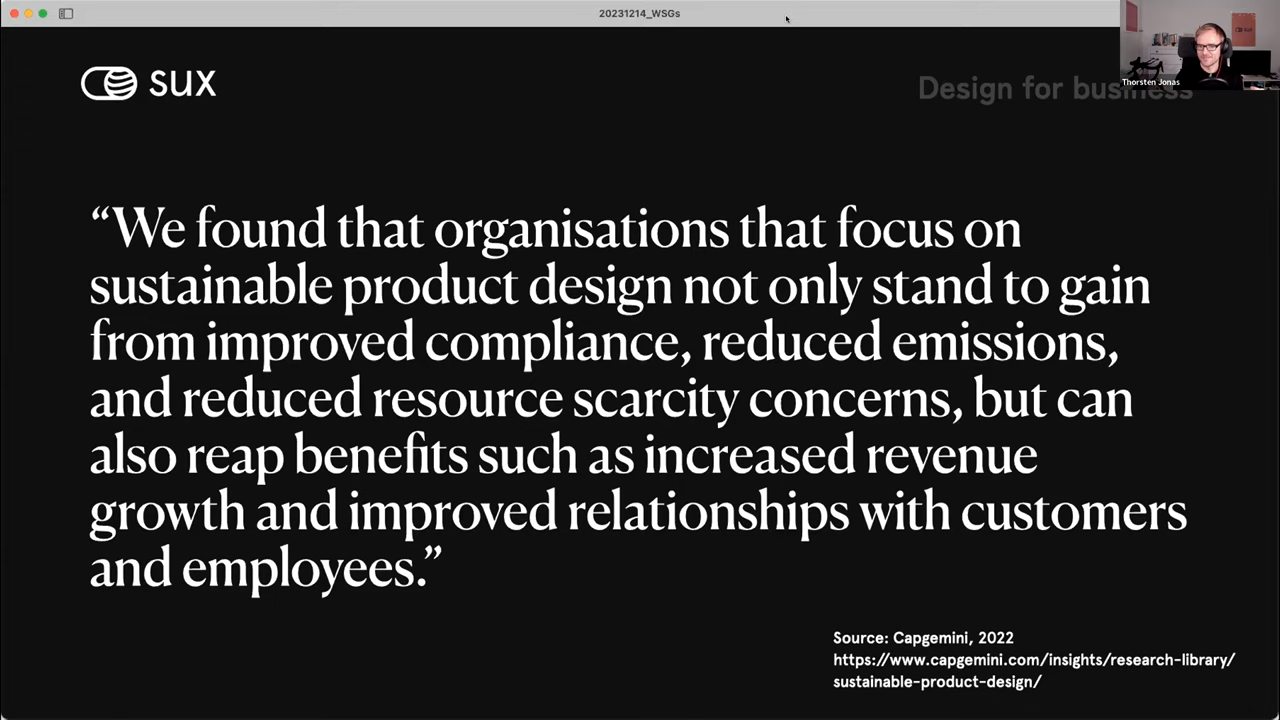 20231214_WSGs
sux
Design for business
Thorsten Jonas
“We found that organisations that focus on
sustainable product design not only stand to gain
from improved compliance, reduced emissions,
and reduced resource scarcity concerns, but can
also reap benefits such as increased revenue
growth and improved relationships with customers
and employees.”
Source: Capgemini, 2022
https://www.capgemini.com/insights/research-library/
sustainable-product-design/